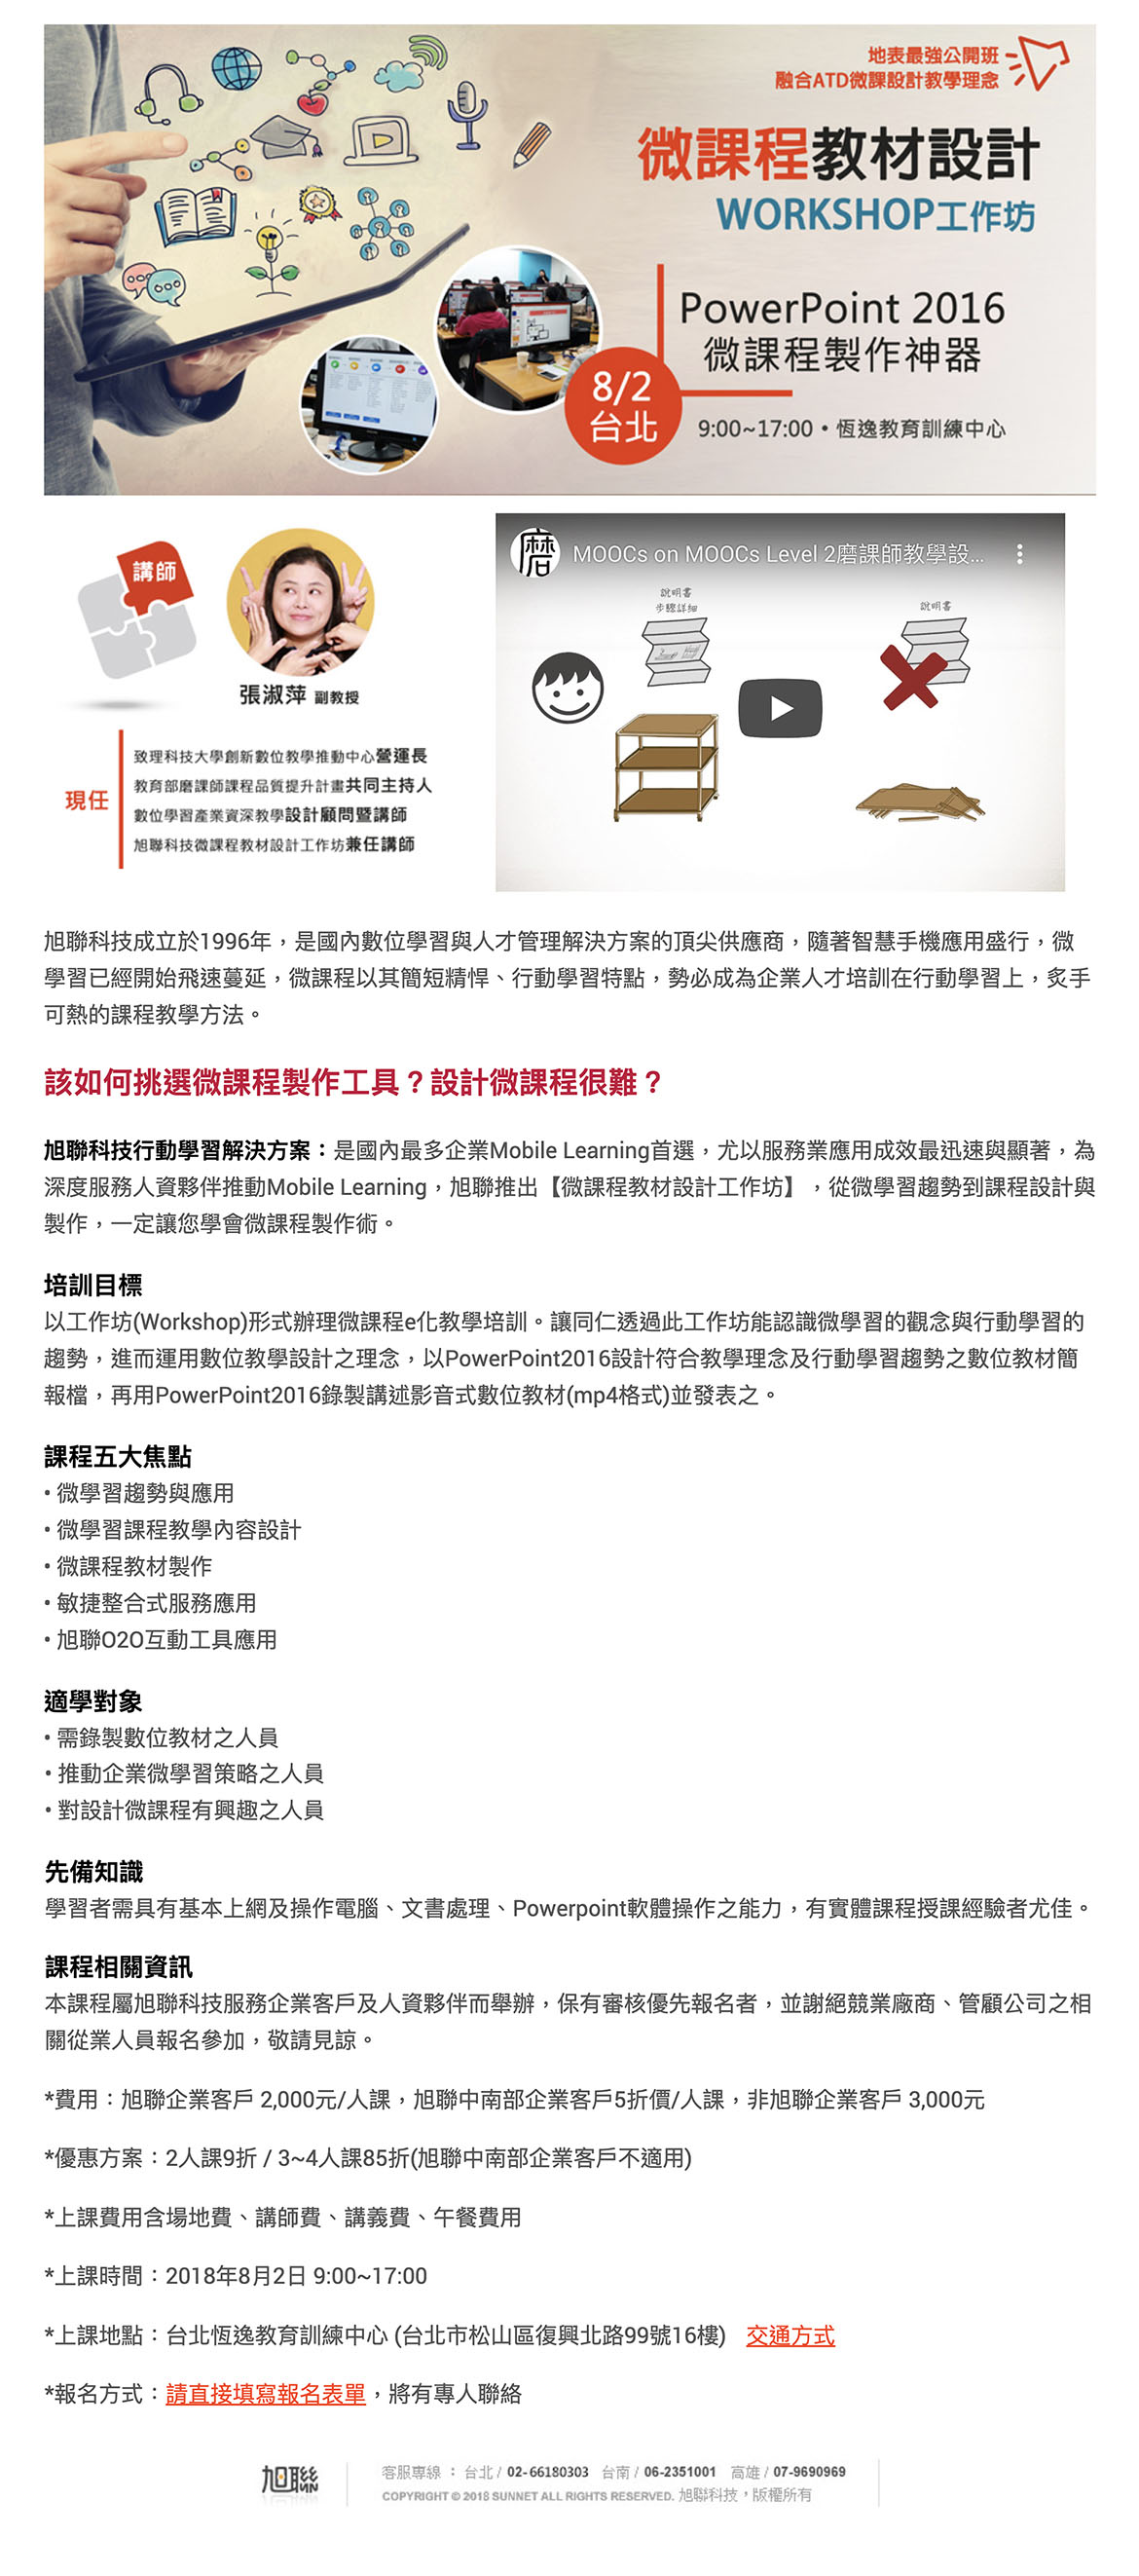 地表最強公開班
融合ATD微課設計教學理念
微課程教材設計
WORKSHOP工作坊
PowerPoint 2016
微課程製作神器
8/2
台北
9:00~17:00•恆逸教育訓練中心
講師
張淑萍 副教授
現任
致理科技大學創新數位教學推動中心營運長
教育部磨課師課程品質提升計畫共同主持人
數位學習產業資深教學設計顧問暨講師
旭聯科技微課程教材設計工作坊兼任講師
磨
MOOCs on MOOCs Level 2磨課師教學設...
說明書
步驟詳細
說明書
旭聯科技成立於1996年，是國內數位學習與人才管理解決方案的頂尖供應商，隨著智慧手機應用盛行，微
學習已經開始飛速蔓延，微課程以其簡短精悍、行動學習特點，勢必成為企業人才培訓在行動學習上，炙手
可熱的課程教學方法。
該如何挑選微課程製作工具？設計微課程很難？
旭聯科技行動學習解決方案：是國內最多企業Mobile Learning首選，尤以服務業應用成效最迅速與顯著，為
深度服務人資夥伴推動Mobile Learning，旭聯推出【微課程教材設計工作坊】，從微學習趨勢到課程設計與
製作，一定讓您學會微課程製作術。
培訓目標
以工作坊(Workshop)形式辦理微課程e化教學培訓。讓同仁透過此工作坊能認識微學習的觀念與行動學習的
趨勢，進而運用數位教學設計之理念，以PowerPoint2016設計符合教學理念及行動學習趨勢之數位教材簡
報檔，再用PowerPoint2016錄製講述影音式數位教材(mp4格式)並發表之。
課程五大焦點
• 微學習趨勢與應用
• 微學習課程教學內容設計
• 微課程教材製作
• 敏捷整合式服務應用
• 旭聯O2O互動工具應用
適學對象
• 需錄製數位教材之人員
• 推動企業微學習策略之人員
• 對設計微課程有興趣之人員
先備知識
學習者需具有基本上網及操作電腦、文書處理、Powerpoint軟體操作之能力，有實體課程授課經驗者尤佳。
課程相關資訊
本課程屬旭聯科技服務企業客戶及人資夥伴而舉辦，保有審核優先報名者，並謝絕競業廠商、管顧公司之相
關從業人員報名參加，敬請見諒。
*費用：旭聯企業客戶 2,000元/人課，旭聯中南部企業客戶5折價/人課，非旭聯企業客戶 3,000元
*優惠方案：2人課9折 / 3~4人課85折(旭聯中南部企業客戶不適用)
*上課費用含場地費、講師費、講義費、午餐費用
*上課時間：2018年8月2日 9:00~17:00
*上課地點：台北恆逸教育訓練中心 (台北市松山區復興北路99號16樓) 交通方式
*報名方式：請直接填寫報名表單，將有專人聯絡
旭聯
客服專線 ： 台北 / 02- 66180303 台南 / 06-2351001 高雄 / 07-9690969
COPYRIGHT © 2018 SUNNET ALL RIGHTS RESERVED. 旭聯科技，版權所有